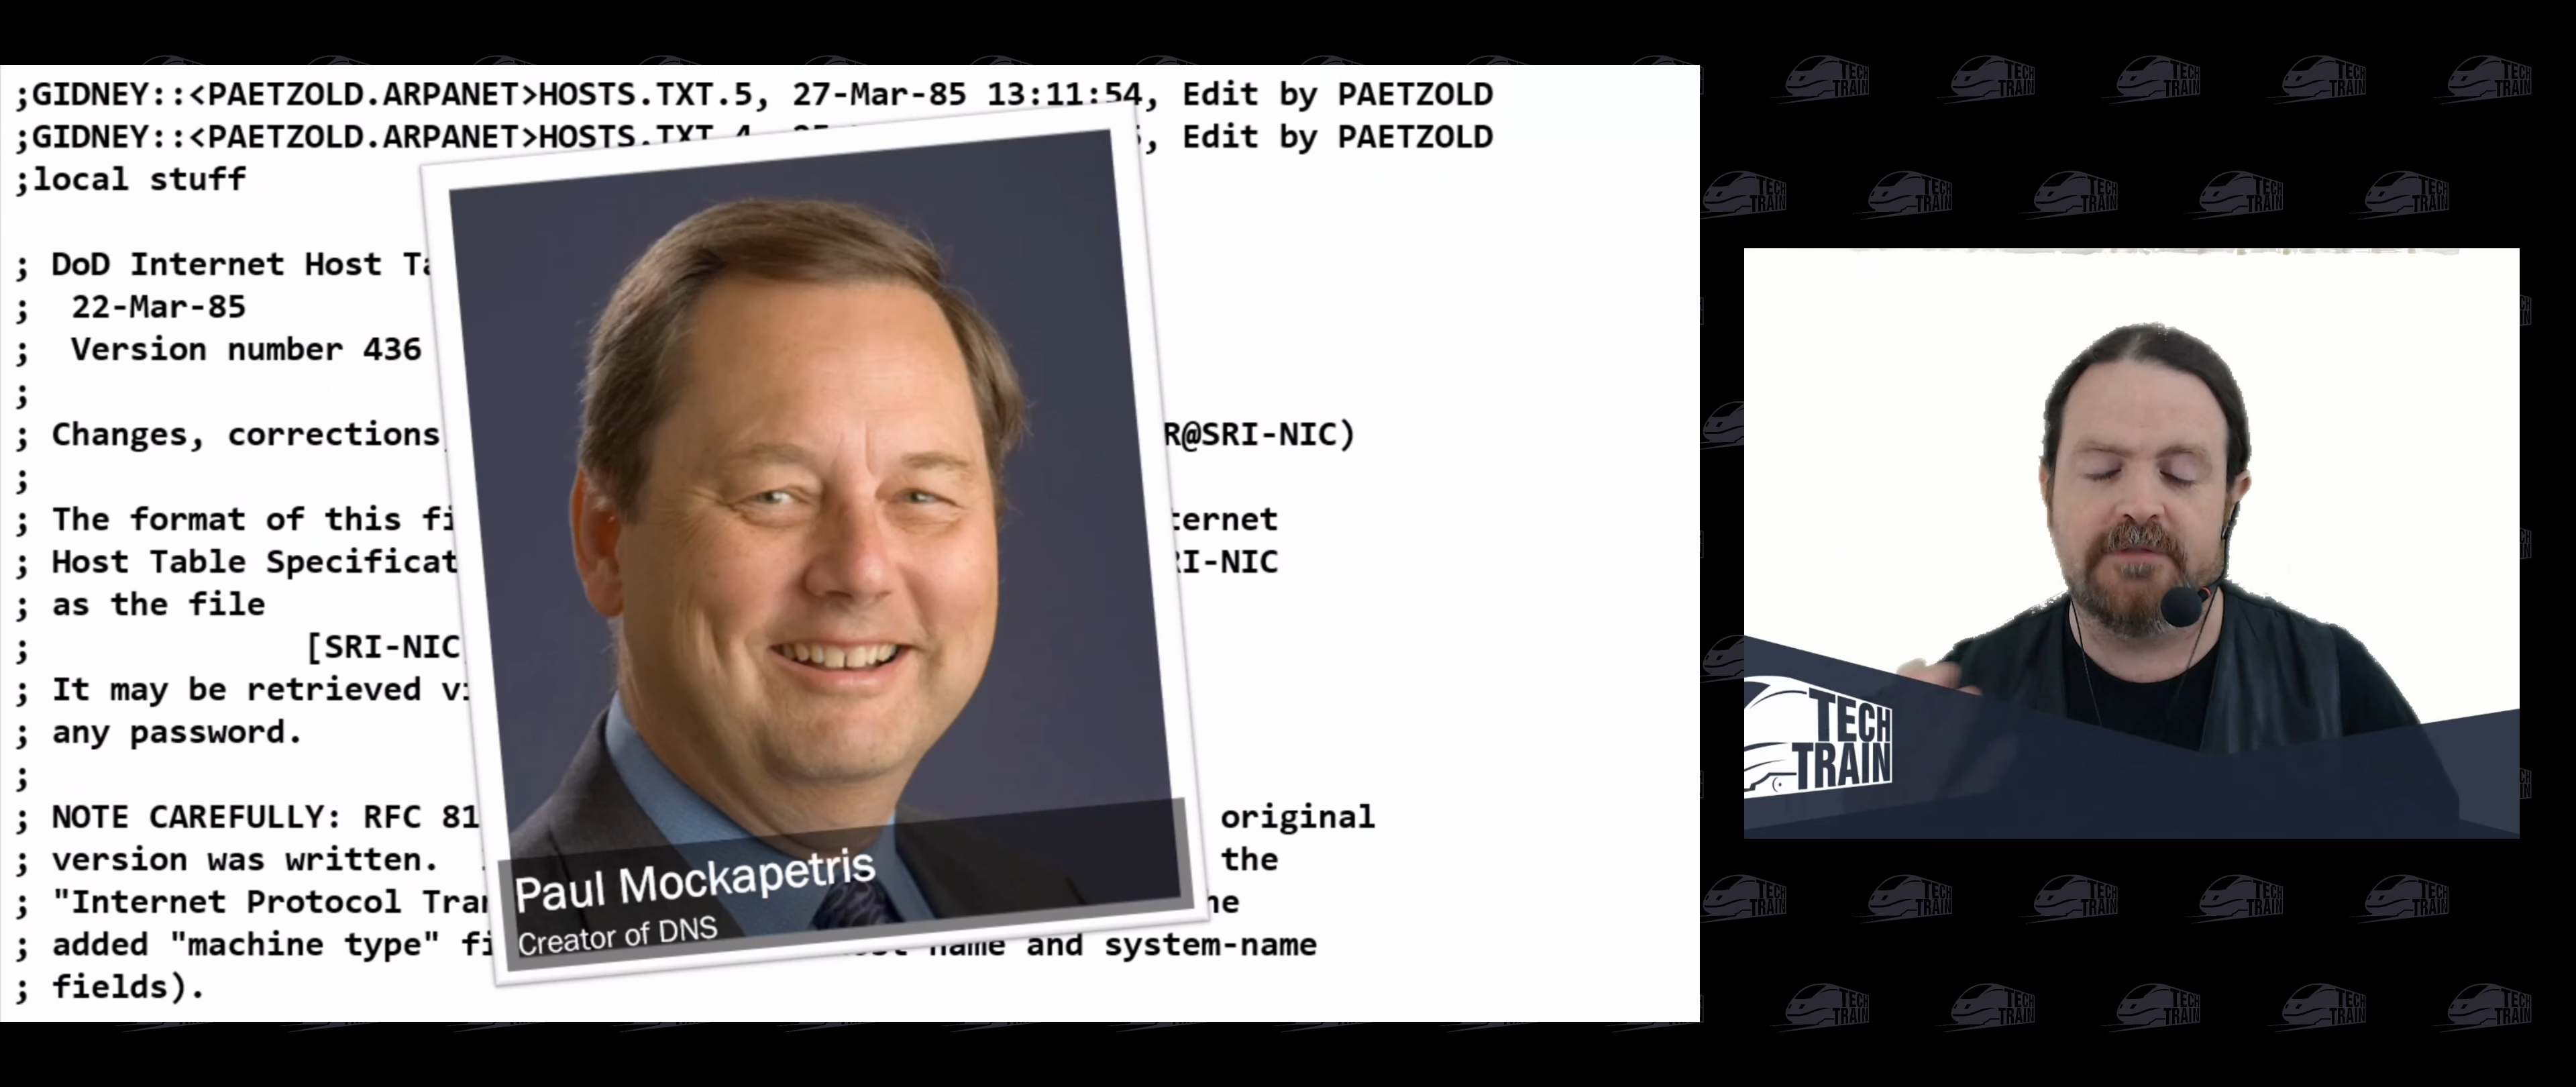 ;GIDNEY::<PAETZOLD.ARPANET>HOSTS.TXT.5, 27-Mar-85 13:11:54, Edit by PAETZOLD
;GIDNEY::<PAETZOLD.ARPANET>HOSTS.TXT , Edit by PAETZOLD
;local stuff
; DoD Internet Host
; 22-Mar-85
; Version number 436
;
; Changes, corrections, R@SRI-NIC)
;
; The format of this
; Host Table RI-NIC
; as the file
; [SRI-NIC
; It may be retrieved
; any password.
;
; NOTE CAREFULLY: RFC 81 original
; version was written. the
; "Internet Protocol
; added "machine type" name and system-name
; fields).
Paul Mockapetris
Creator of DNS
TECH
TRAIN